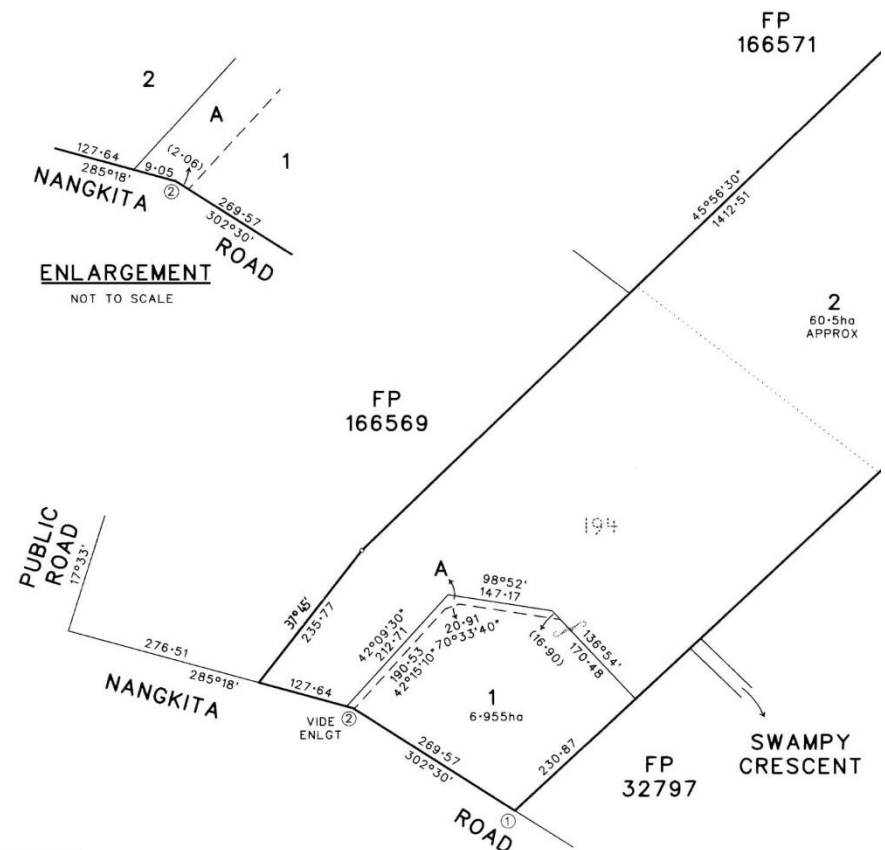 FP
166571
2
A
1
127·64
285°18'
9·05
(2·06)
②
269·57
302°30'
NANGKITA
ROAD
ENLARGEMENT
NOT TO SCALE
45°56'30"
1412·51
2
60·5ha
APPROX
FP
166569
194
PUBLIC
ROAD
17°33'
A
98°52'
147·17
37°45'
235·77
42°09'30"
212·71
190·53
42°15'10"
20·91
70°33'40"
(16·90)
136°54'
170·48
276·51
285°18'
127·64
NANGKITA
VIDE
ENLGT
②
1
6·955ha
269·57
302°30'
230·87
SWAMPY
CRESCENT
FP
32797
ROAD
①